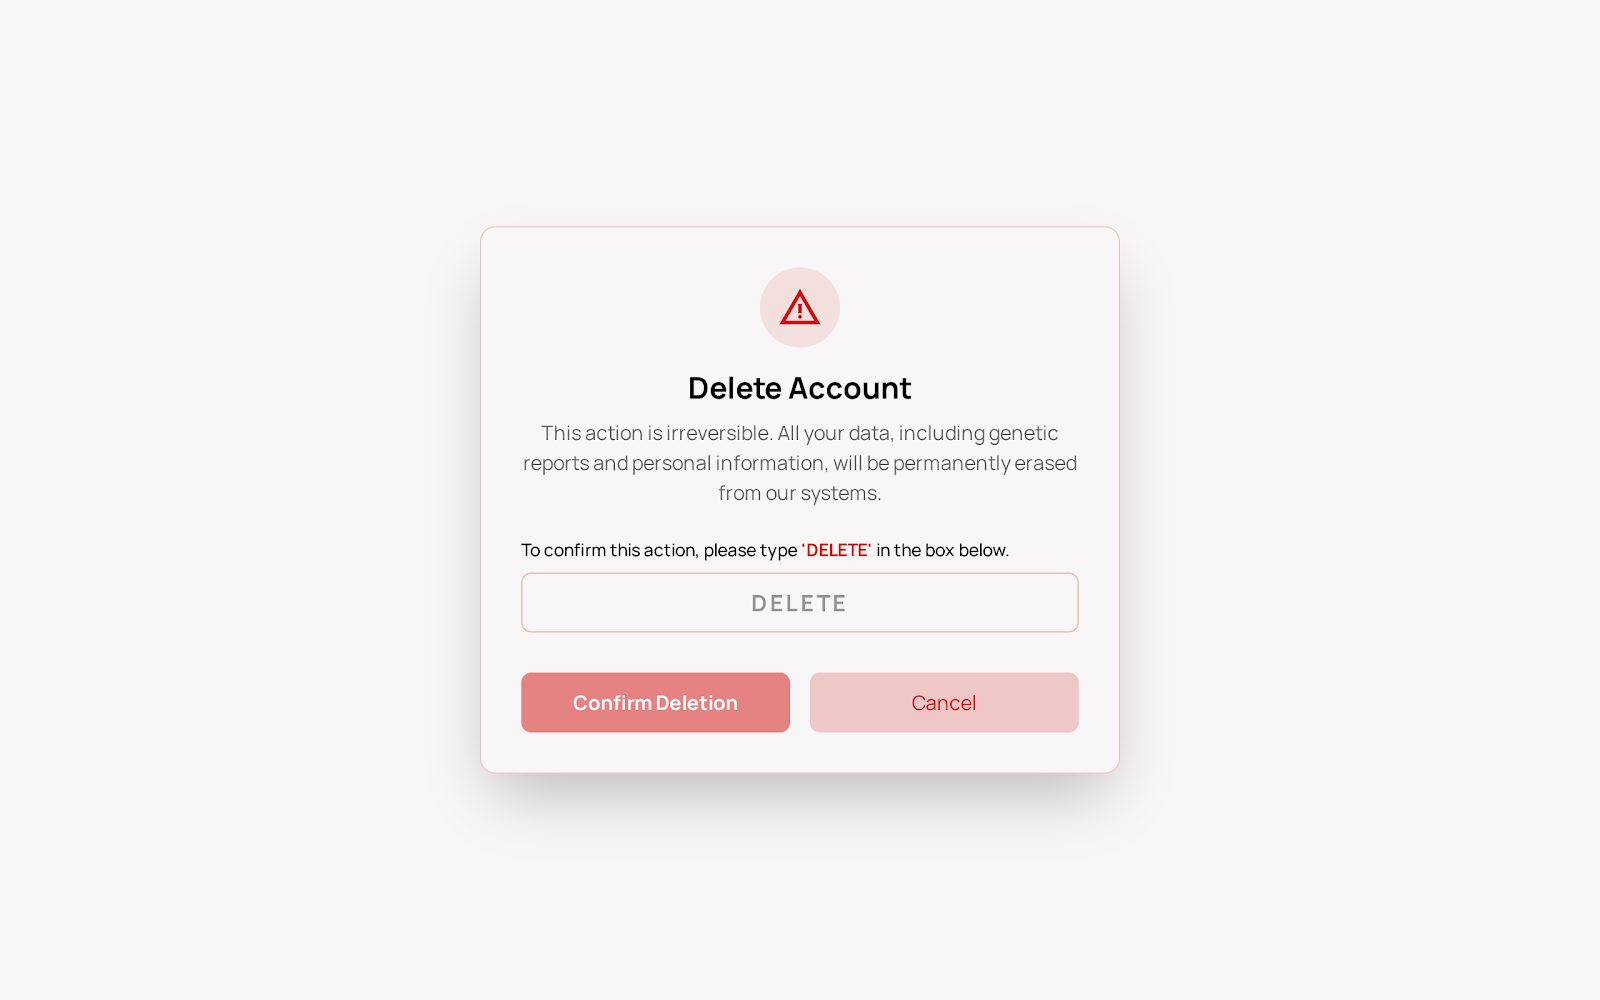 Delete Account
This action is irreversible. All your data, including genetic
reports and personal information, will be permanently erased
from our systems.
To confirm this action, please type 'DELETE' in the box below.
DELETE
Confirm Deletion
Cancel